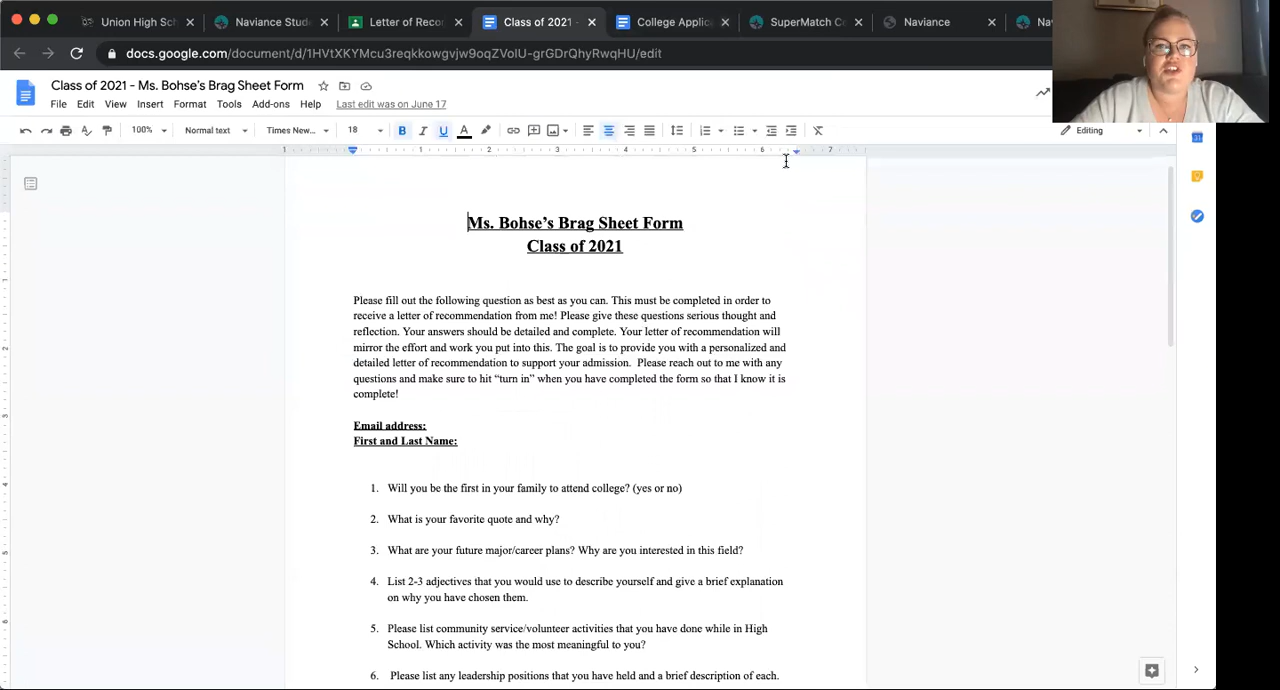 Union High Sch
Naviance Stud
Letter of Recor
Class of 2021 -
College Applic
SuperMatch C
Naviance
Nav
docs.google.com/document/d/1HVtXKYMcu3reqkkowgvjw9oqZVolU-grGDrQhyRwqHU/edit
Class of 2021 - Ms. Bohse's Brag Sheet Form
File Edit View Insert Format Tools Add-ons Help Last edit was on June 17
100% Normal text Times New... 18 B I U A Editing
1 1 2 3 4 5 6 7
Ms. Bohse's Brag Sheet Form
Class of 2021
Please fill out the following question as best as you can. This must be completed in order to
receive a letter of recommendation from me! Please give these questions serious thought and
reflection. Your answers should be detailed and complete. Your letter of recommendation will
mirror the effort and work you put into this. The goal is to provide you with a personalized and
detailed letter of recommendation to support your admission. Please reach out to me with any
questions and make sure to hit “turn in” when you have completed the form so that I know it is
complete!
Email address:
First and Last Name:
1. Will you be the first in your family to attend college? (yes or no)
2. What is your favorite quote and why?
3. What are your future major/career plans? Why are you interested in this field?
4. List 2-3 adjectives that you would use to describe yourself and give a brief explanation
on why you have chosen them.
5. Please list community service/volunteer activities that you have done while in High
School. Which activity was the most meaningful to you?
6. Please list any leadership positions that you have held and a brief description of each.